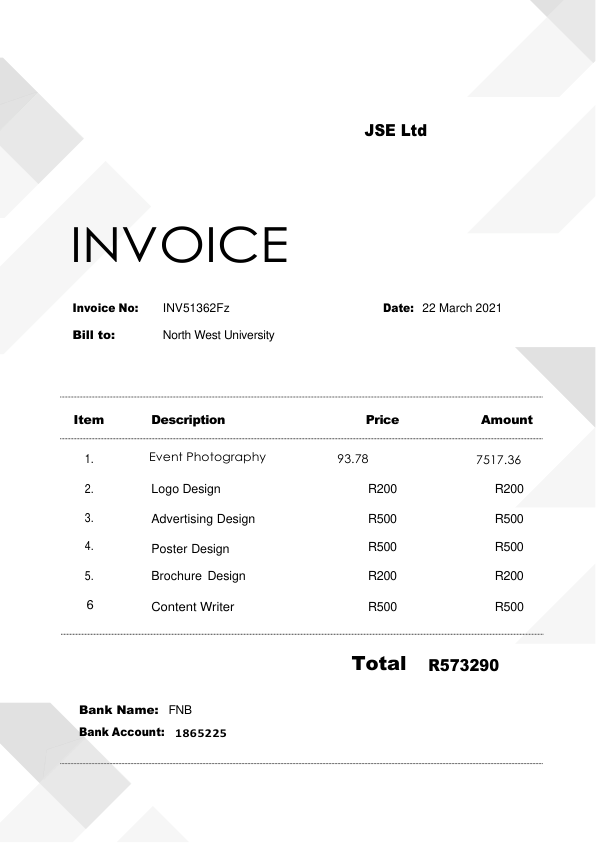 JSE Ltd
INVOICE
Invoice No: INV51362Fz Date: 22 March 2021
Bill to: North West University
Item Description Price Amount
1. Event Photography 93.78 7517.36
2. Logo Design R200 R200
3. Advertising Design R500 R500
4. Poster Design R500 R500
5. Brochure Design R200 R200
6 Content Writer R500 R500
Total R573290
Bank Name: FNB
Bank Account: 1865225